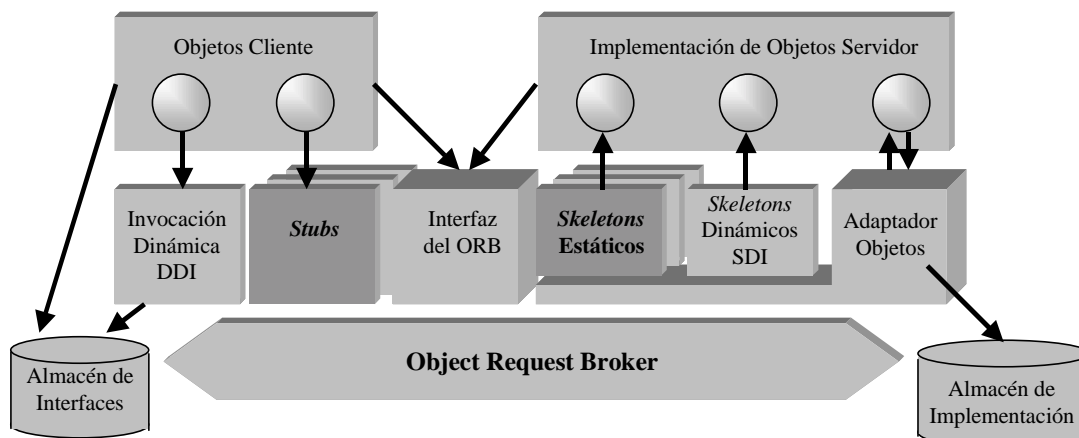 Objetos Cliente
Implementación de Objetos Servidor
Invocación
Dinámica
DDI
Stubs
Interfaz
del ORB
Skeletons
Estáticos
Skeletons
Dinámicos
SDI
Adaptador
Objetos
Object Request Broker
Almacén de
Interfaces
Almacén de
Implementación